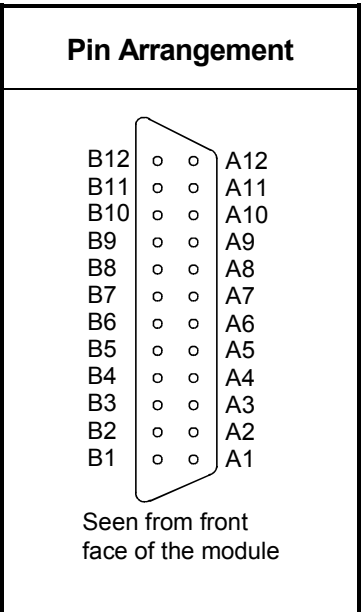 Pin Arrangement
B12 A12
B11 A11
B10 A10
B9 A9
B8 A8
B7 A7
B6 A6
B5 A5
B4 A4
B3 A3
B2 A2
B1 A1
Seen from front
face of the module